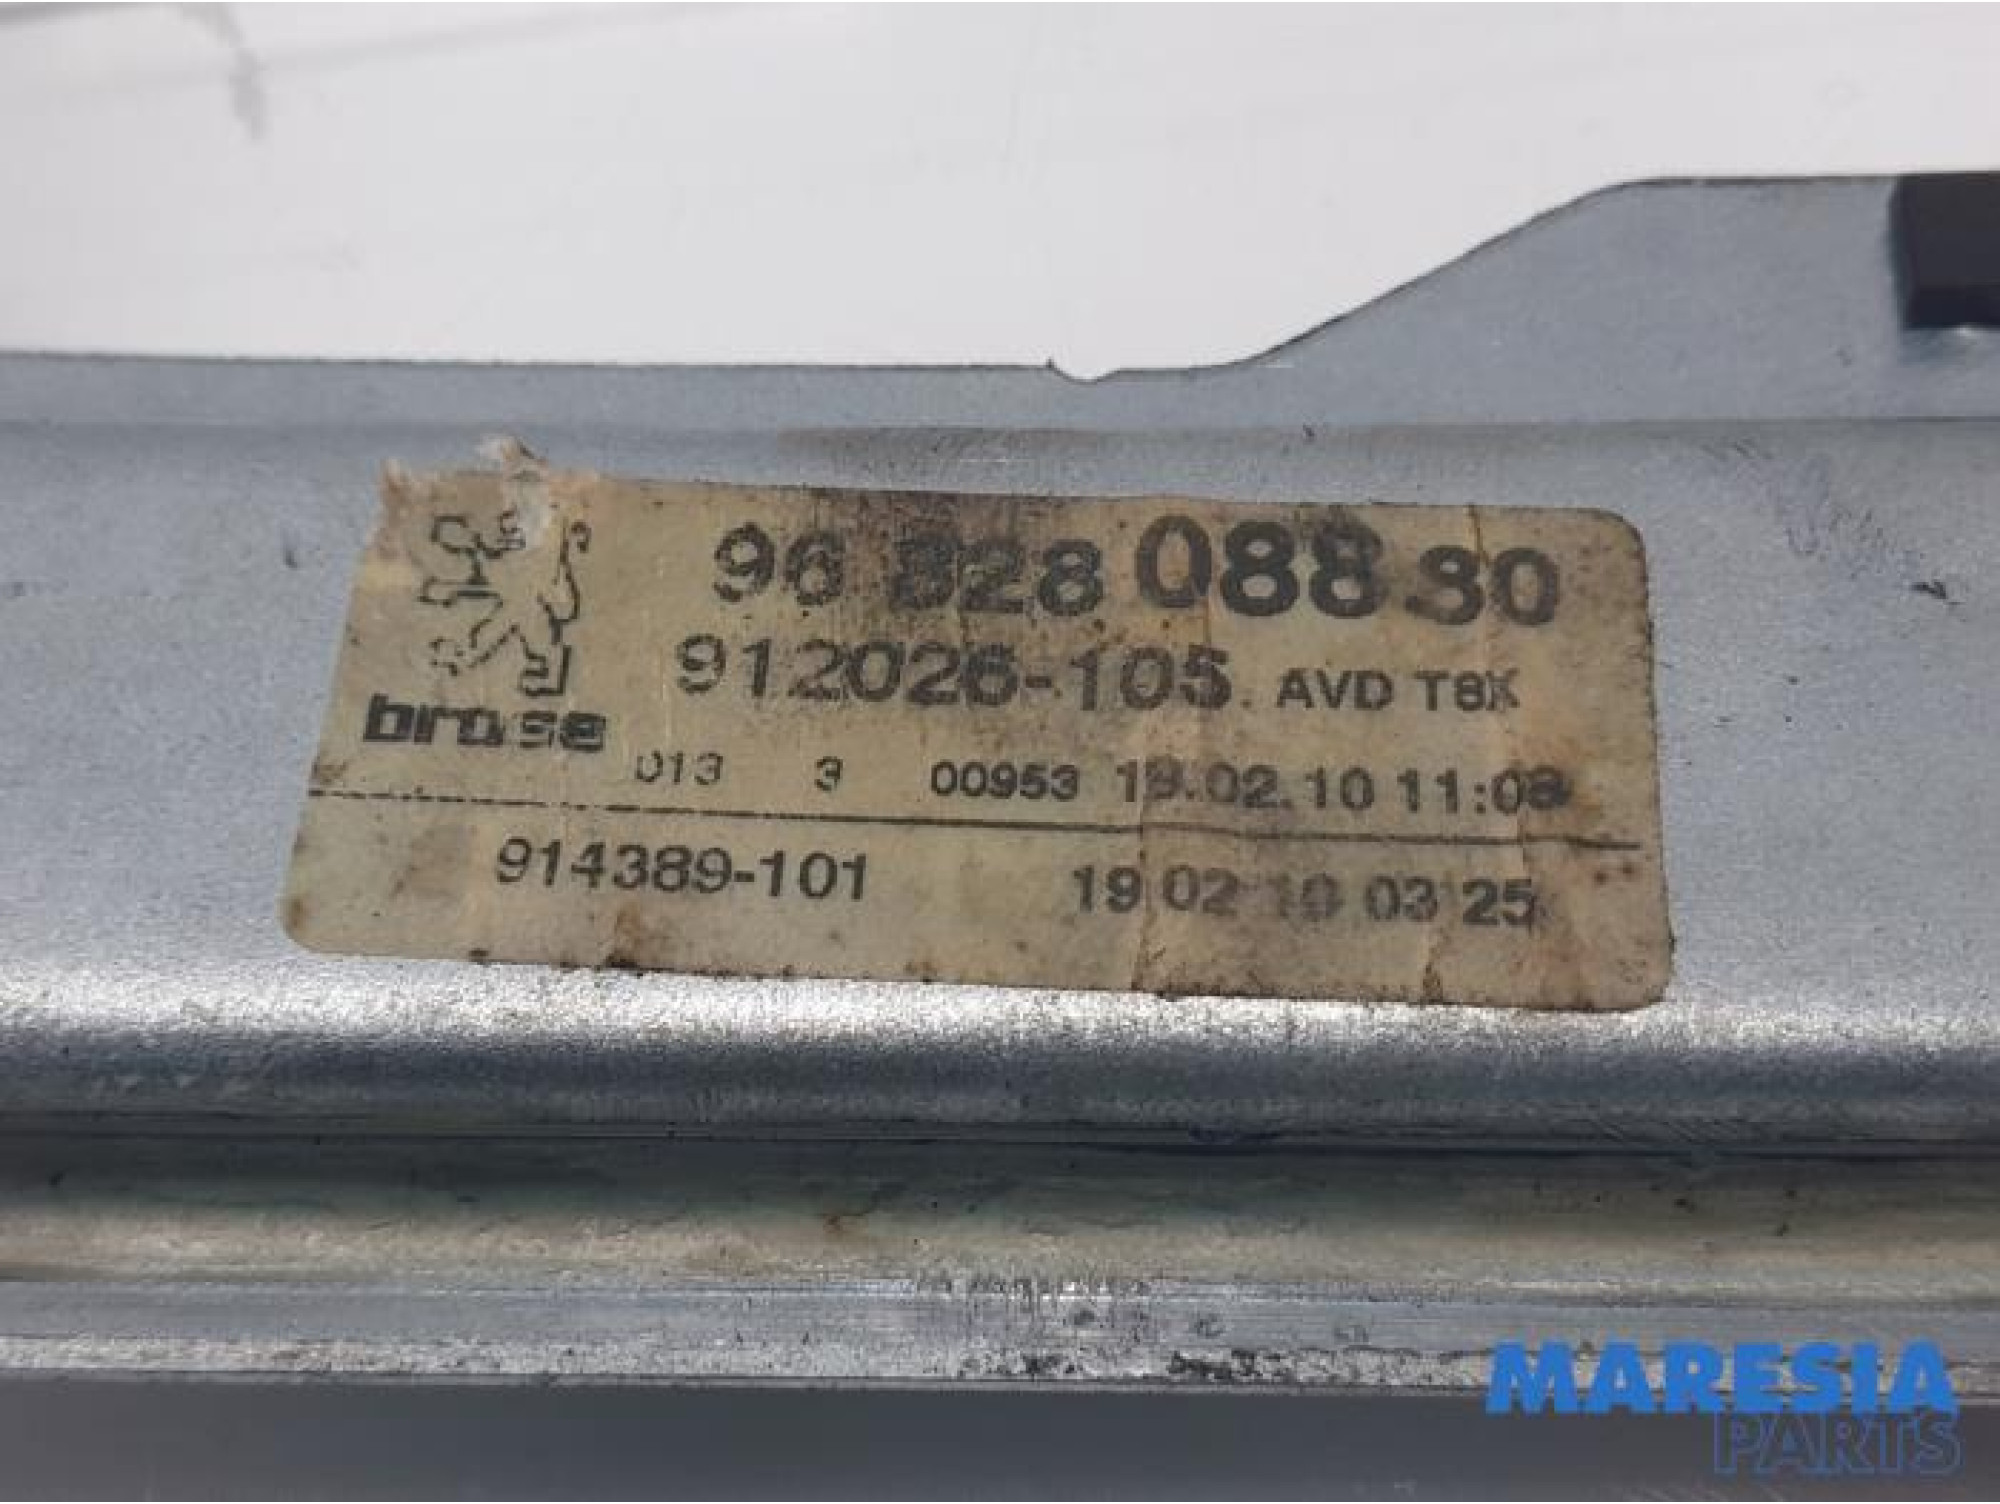 96 828 088 80
912026-105. AVD T8X
brose
013 3 00953 19.02.10 11:08
914389-101 19 02 10 03 25
MARESIA
PARTS